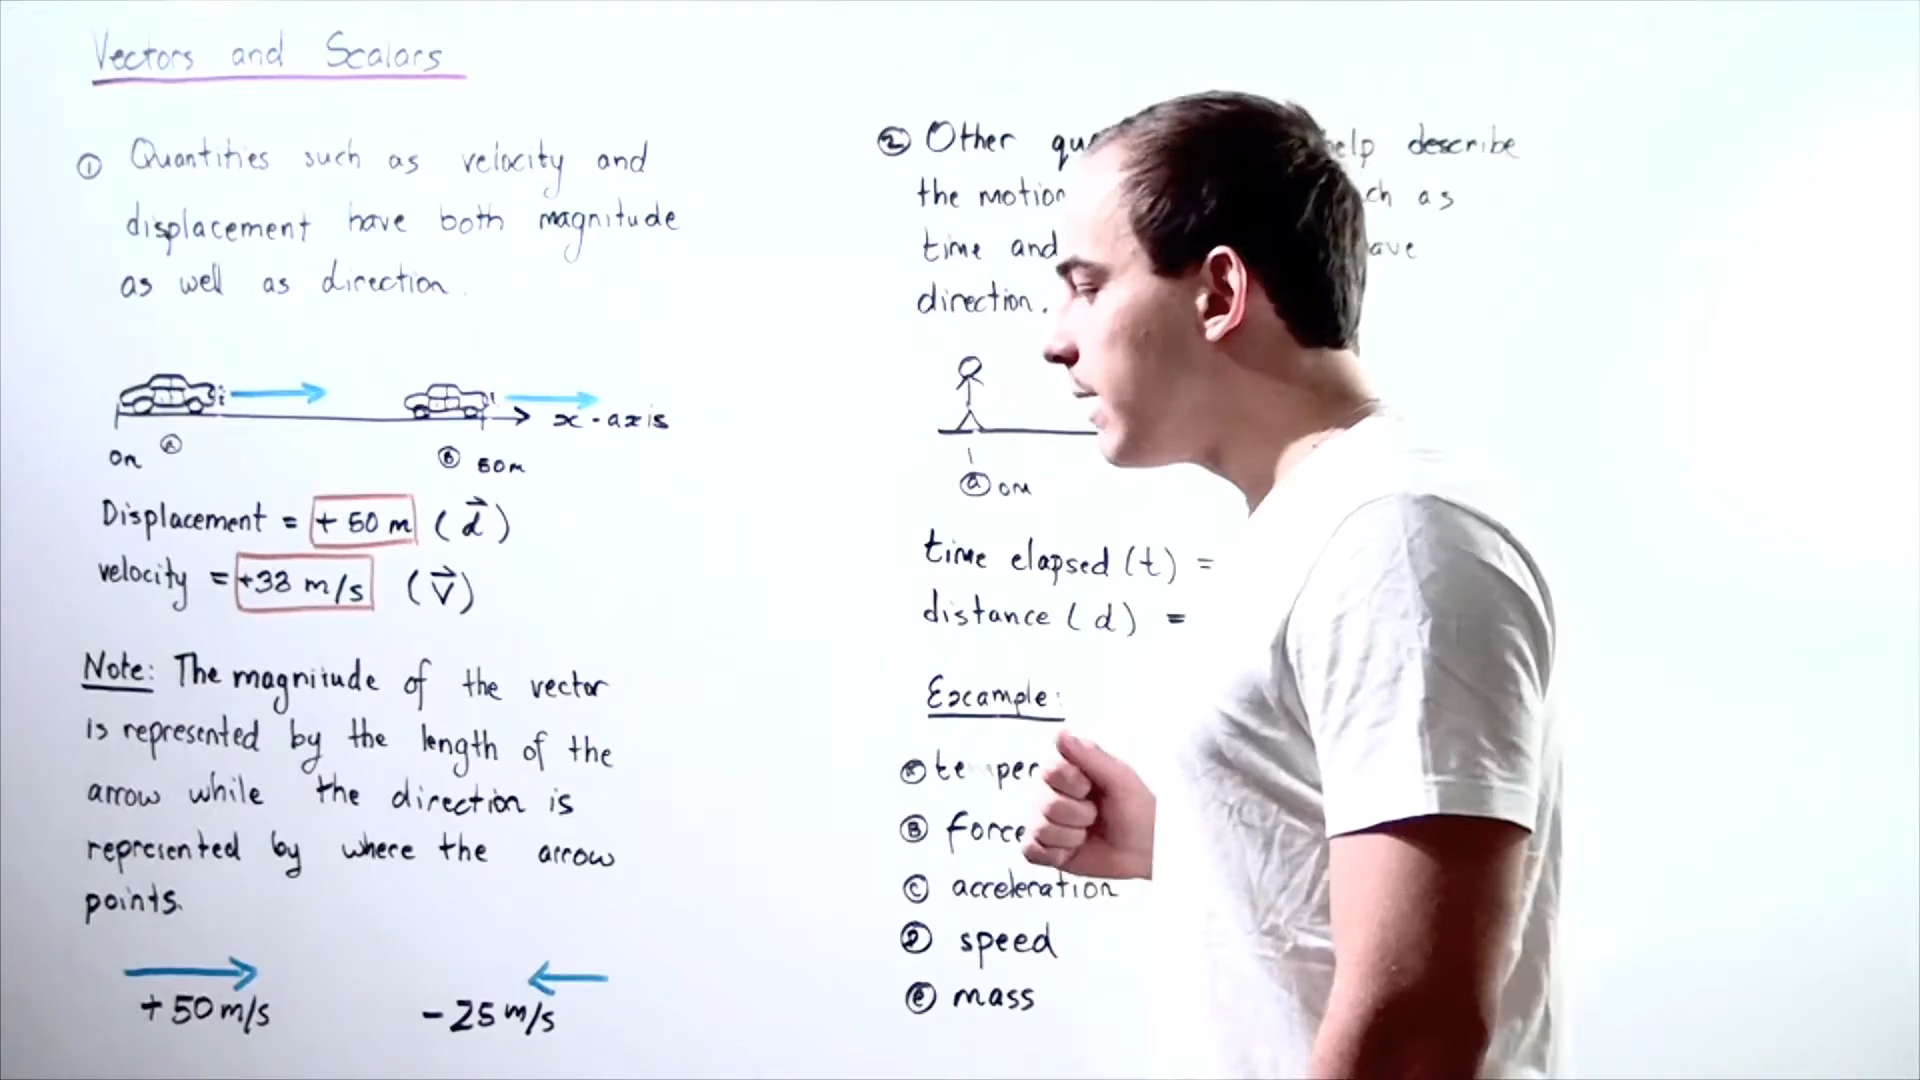 Vectors and Scalars
① Quantities such as velocity and
displacement have both magnitude
as well as direction.
x-axis
0m Ⓐ Ⓑ 50m
Displacement = +50 m (d⃗)
velocity = +33 m/s (v⃗)
Note: The magnitude of the vector
is represented by the length of the
arrow while the direction is
represented by where the arrow
points.
+50 m/s -25 m/s
② Other describe
the motion as
time and
direction.
ⓐ 0m
time elapsed (t) =
distance (d) =
Example:
Ⓑ force
Ⓒ acceleration
Ⓓ speed
ⓔ mass